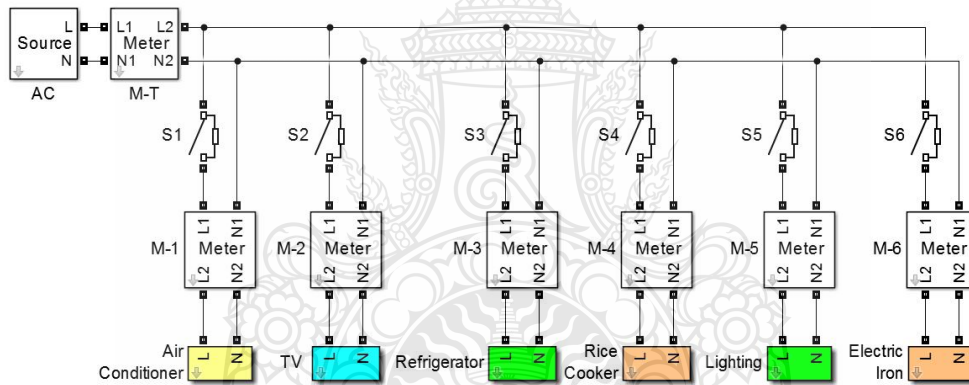 L L1 L2
Source Meter
N N1 N2
AC M-T
S1 S2 S3 S4 S5 S6
L1 N1 L1 N1 L1 N1 L1 N1 L1 N1 L1 N1
M-1 Meter M-2 Meter M-3 Meter M-4 Meter M-5 Meter M-6 Meter
L2 N2 L2 N2 L2 N2 L2 N2 L2 N2 L2 N2
Air Rice Electric
L N TV L N Refrigerator L N L N Lighting L N L N
Conditioner Cooker Iron
L N